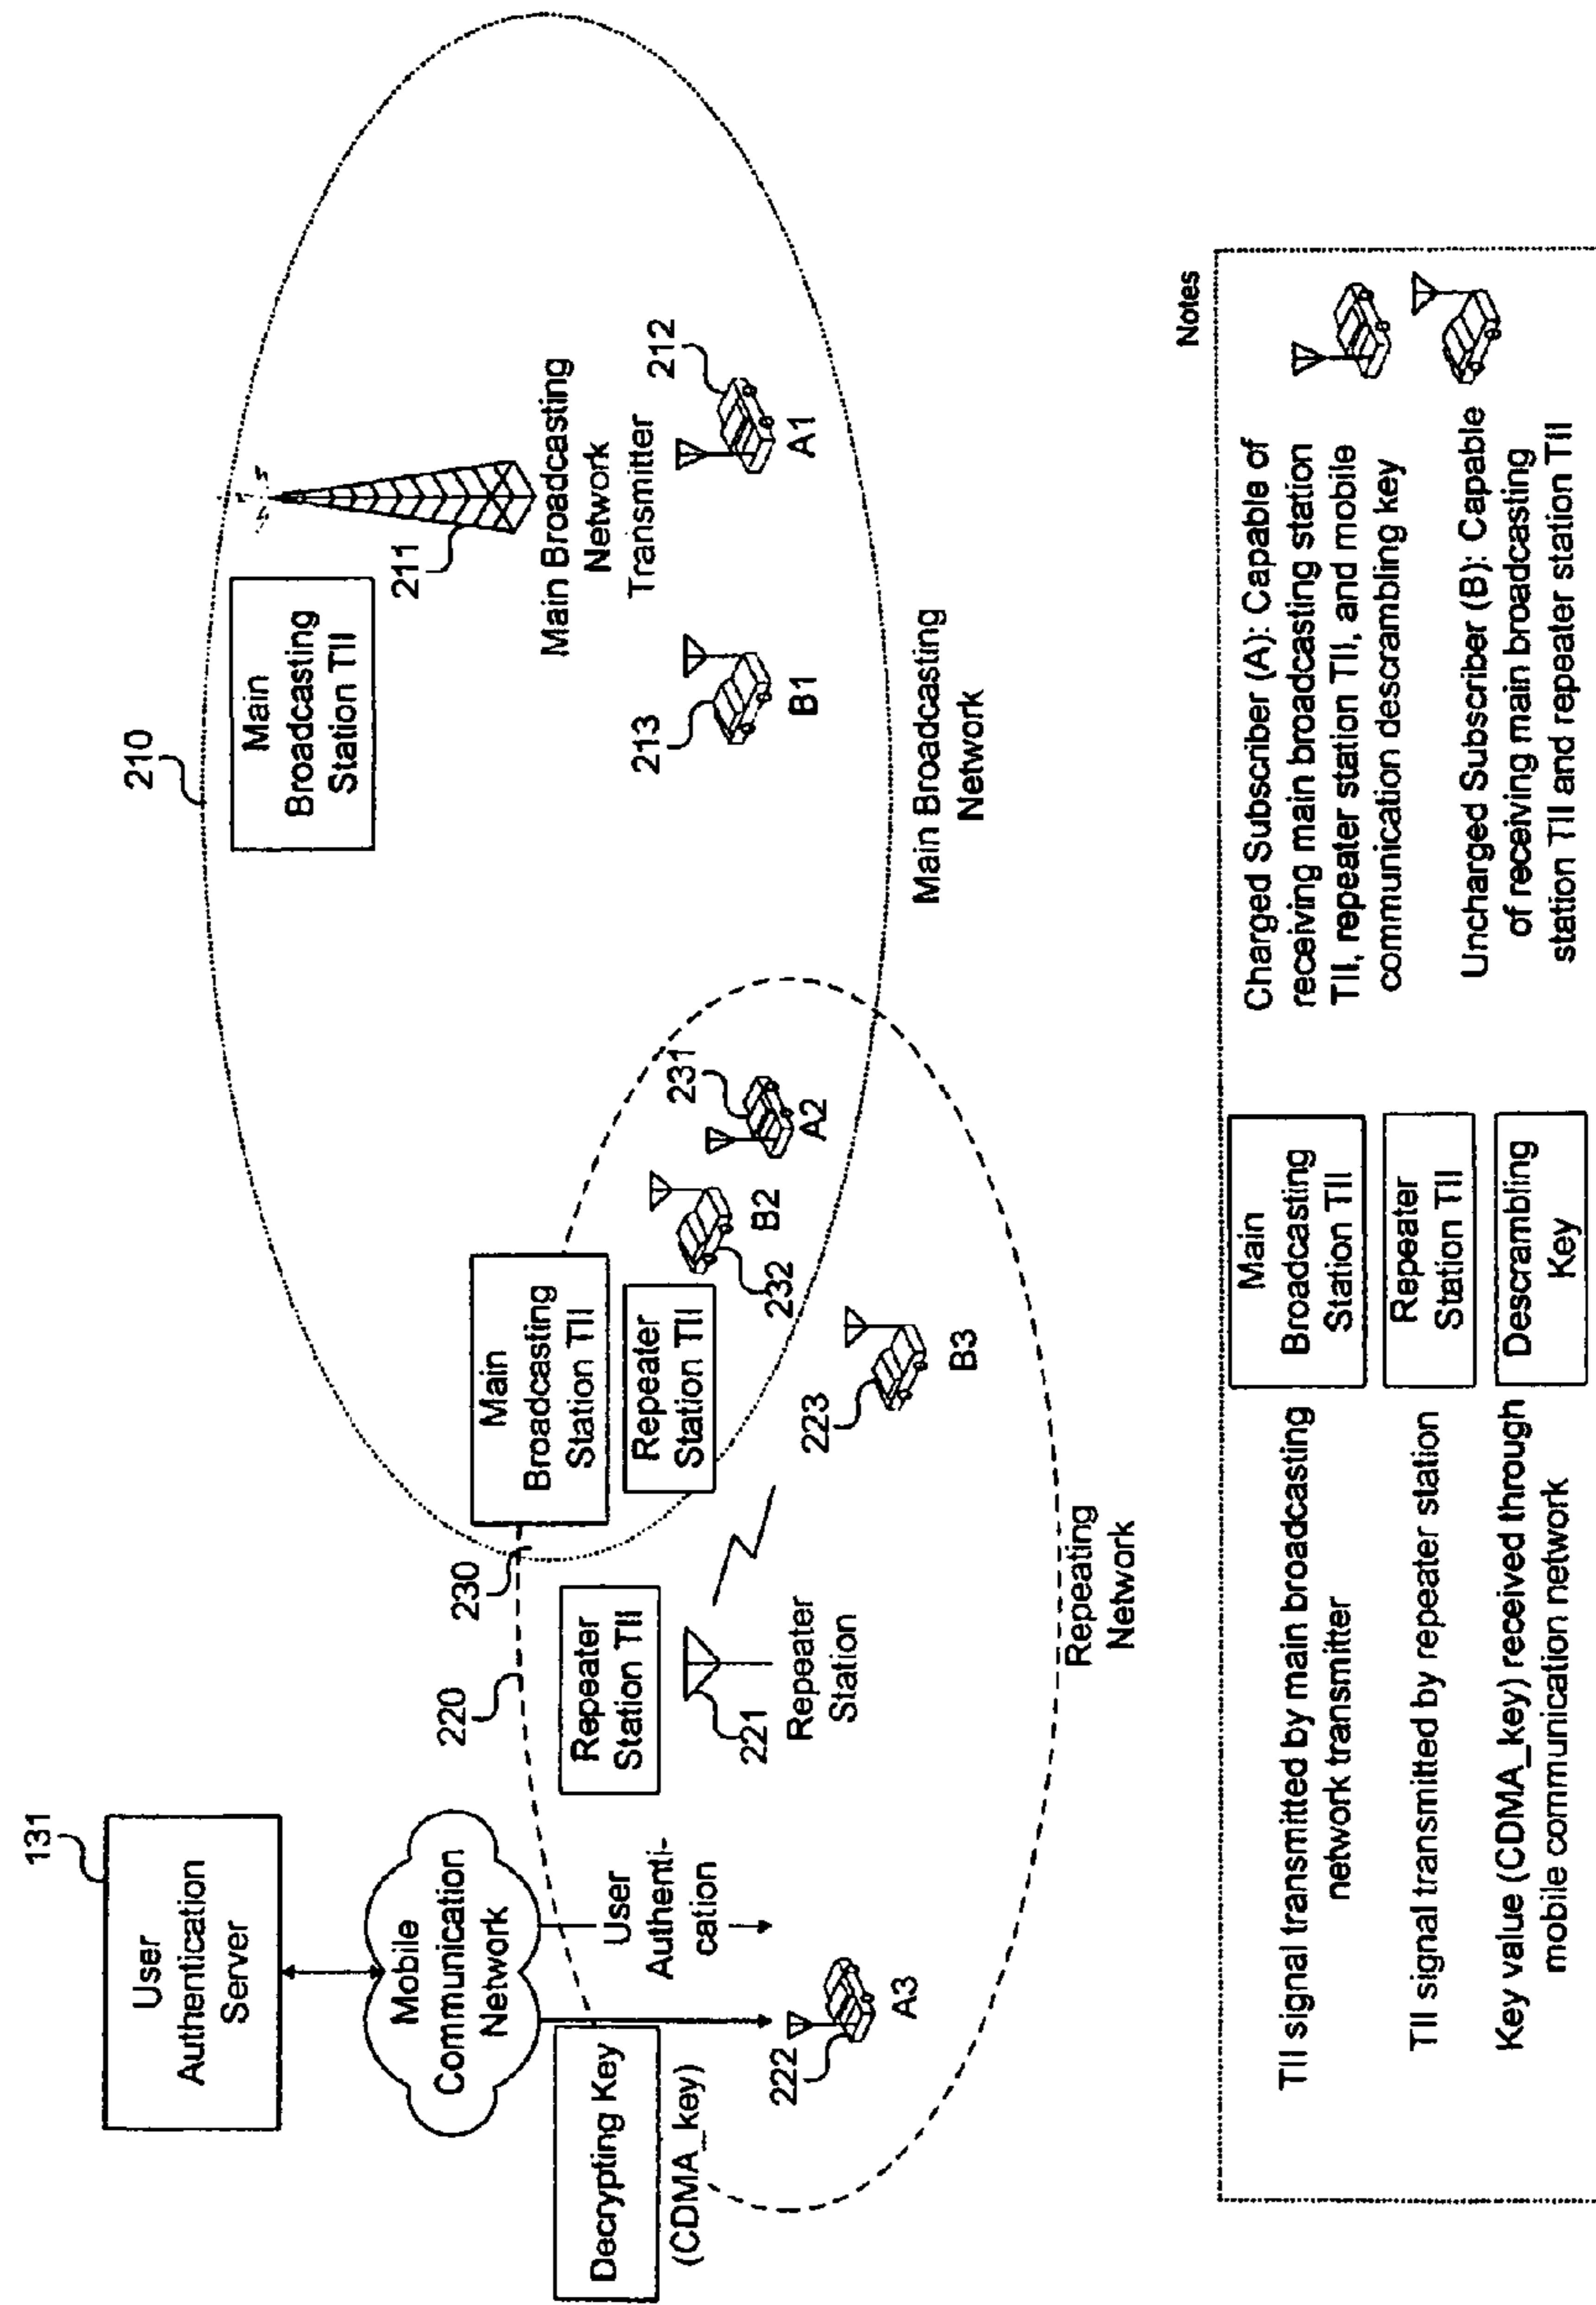 131
User
Authentication
Server
Mobile
Communication
Network
Decrypting Key
(CDMA_key)
User
Authenti-
cation
222
A3
220
230
Repeater
Station TII
221
Repeater
Station
Main
Broadcasting
Station TII
Repeater
Station TII
232
B2
231
A2
223
B3
Repeating
Network
210
Main
Broadcasting
Station TII
211
Main Broadcasting
Network
Transmitter
213
B1
212
A1
Main Broadcasting
Network
Notes
TII signal transmitted by main broadcasting
network transmitter
Main
Broadcasting
Station TII
TII signal transmitted by repeater station
Repeater
Station TII
Key value (CDMA_key) received through
mobile communication network
Descrambling
Key
Charged Subscriber (A): Capable of
receiving main broadcasting station
TII, repeater station TII, and mobile
communication descrambling key
Uncharged Subscriber (B): Capable
of receiving main broadcasting
station TII and repeater station TII